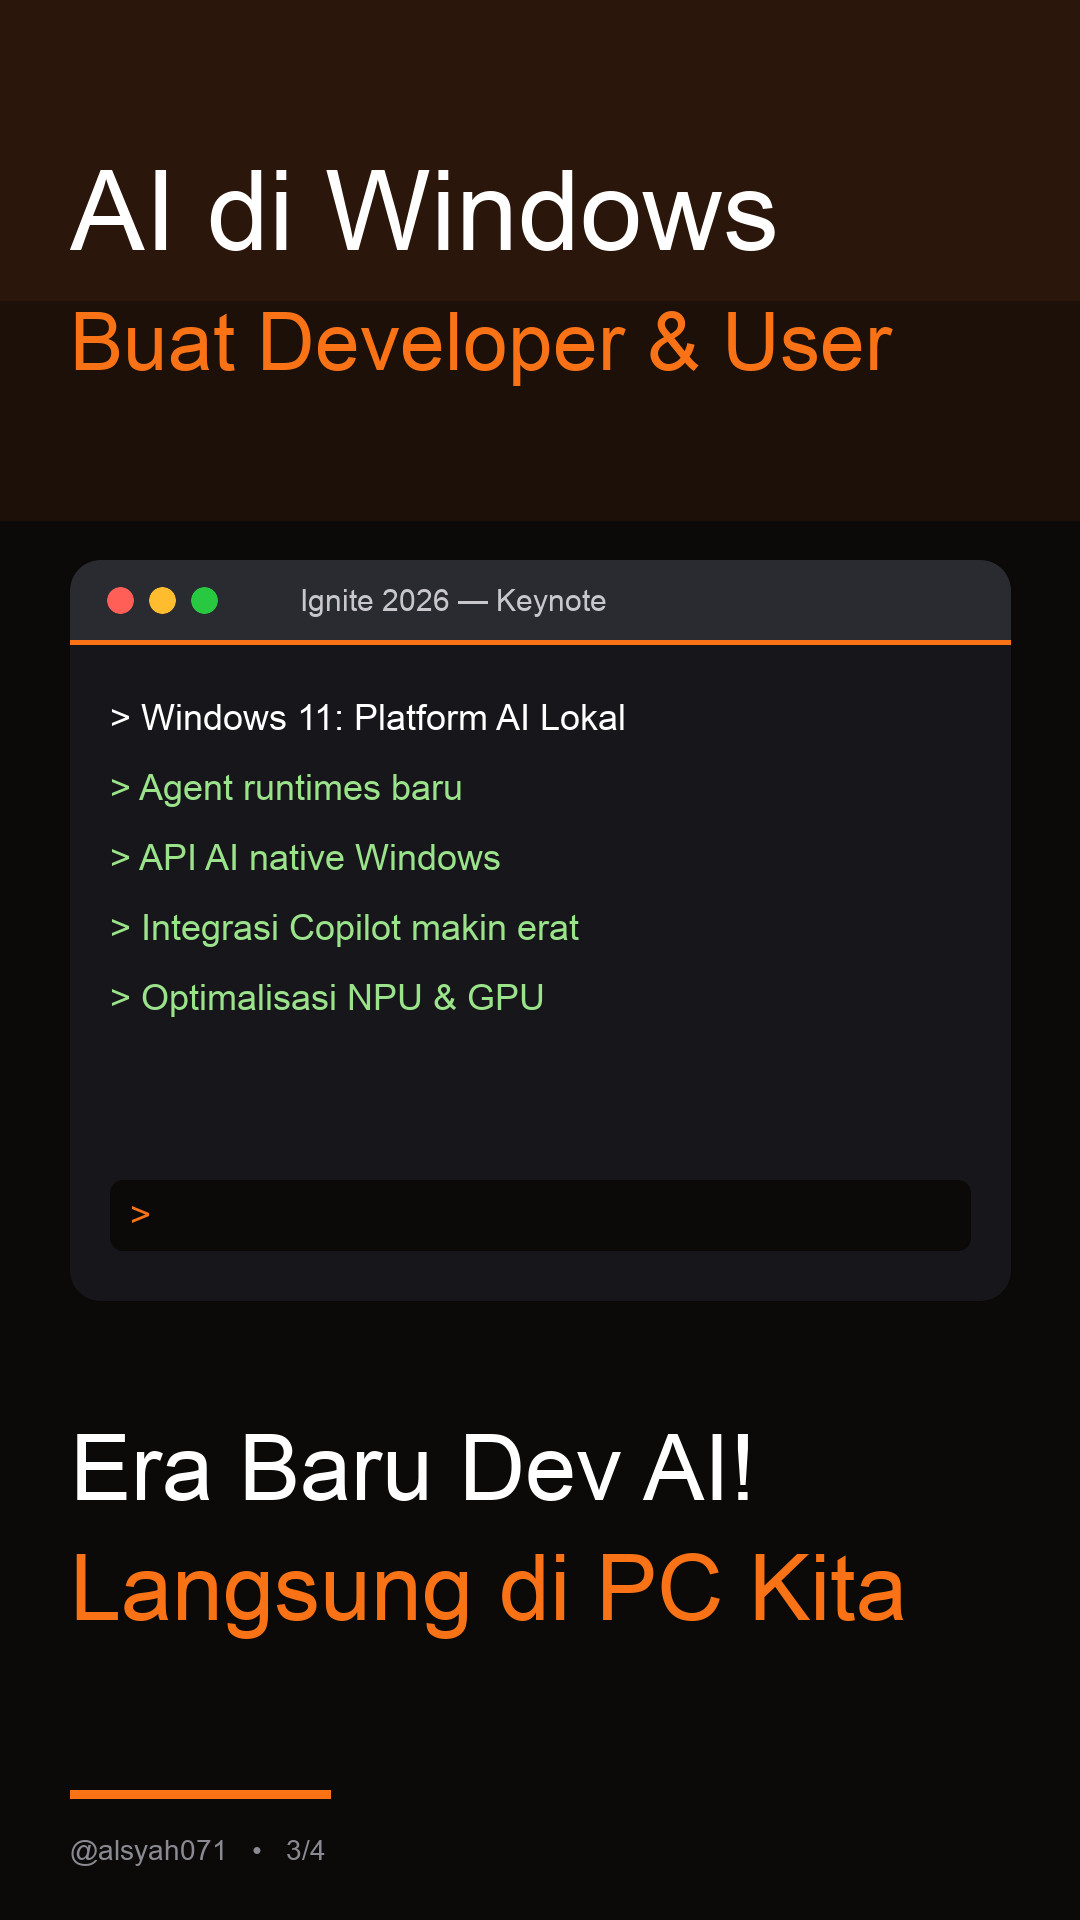 AI di Windows
Buat Developer & User
Ignite 2026 — Keynote
> Windows 11: Platform AI Lokal
> Agent runtimes baru
> API AI native Windows
> Integrasi Copilot makin erat
> Optimalisasi NPU & GPU
>
Era Baru Dev AI!
Langsung di PC Kita
@alsyah071 • 3/4